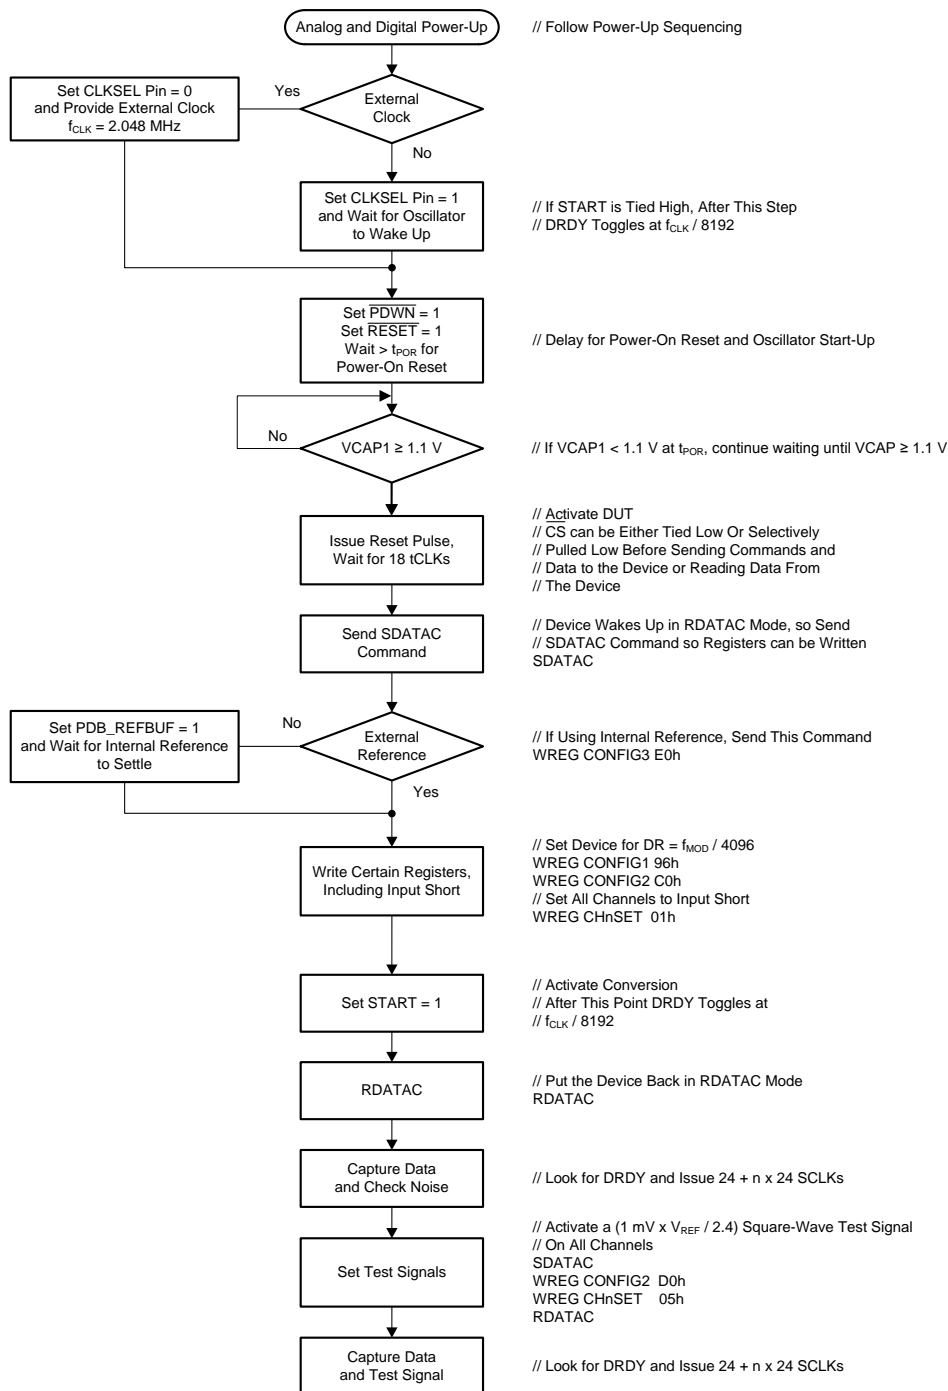 Analog and Digital Power-Up
// Follow Power-Up Sequencing
Set CLKSEL Pin = 0
and Provide External Clock
fCLK = 2.048 MHz
Yes
External
Clock
No
Set CLKSEL Pin = 1
and Wait for Oscillator
to Wake Up
// If START is Tied High, After This Step
// DRDY Toggles at fCLK / 8192
Set PDWN = 1
Set RESET = 1
Wait > tPOR for
Power-On Reset
// Delay for Power-On Reset and Oscillator Start-Up
No
VCAP1 ≥ 1.1 V
// If VCAP1 < 1.1 V at tPOR, continue waiting until VCAP ≥ 1.1 V
Issue Reset Pulse,
Wait for 18 tCLKs
// Activate DUT
// CS can be Either Tied Low Or Selectively
// Pulled Low Before Sending Commands and
// Data to the Device or Reading Data From
// The Device
Send SDATAC
Command
// Device Wakes Up in RDATAC Mode, so Send
// SDATAC Command so Registers can be Written
SDATAC
Set PDB_REFBUF = 1
and Wait for Internal Reference
to Settle
No
External
Reference
Yes
// If Using Internal Reference, Send This Command
WREG CONFIG3 E0h
Write Certain Registers,
Including Input Short
// Set Device for DR = fMOD / 4096
WREG CONFIG1 96h
WREG CONFIG2 C0h
// Set All Channels to Input Short
WREG CHnSET 01h
Set START = 1
// Activate Conversion
// After This Point DRDY Toggles at
// fCLK / 8192
RDATAC
// Put the Device Back in RDATAC Mode
RDATAC
Capture Data
and Check Noise
// Look for DRDY and Issue 24 + n x 24 SCLKs
Set Test Signals
// Activate a (1 mV x VREF / 2.4) Square-Wave Test Signal
// On All Channels
SDATAC
WREG CONFIG2 D0h
WREG CHnSET 05h
RDATAC
Capture Data
and Test Signal
// Look for DRDY and Issue 24 + n x 24 SCLKs